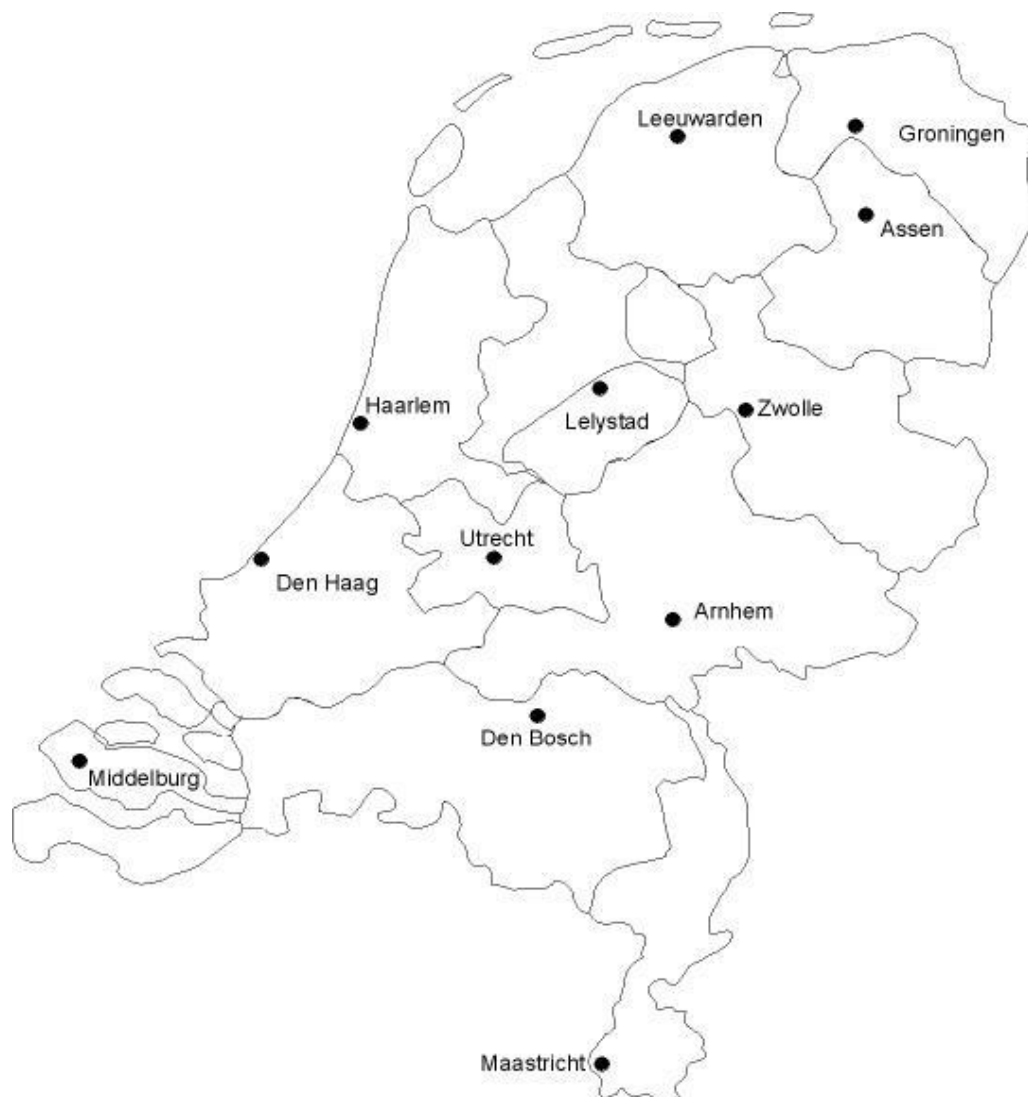 Leeuwarden
Groningen
Assen
Haarlem
Lelystad
Zwolle
Utrecht
Den Haag
Arnhem
Den Bosch
Middelburg
Maastricht